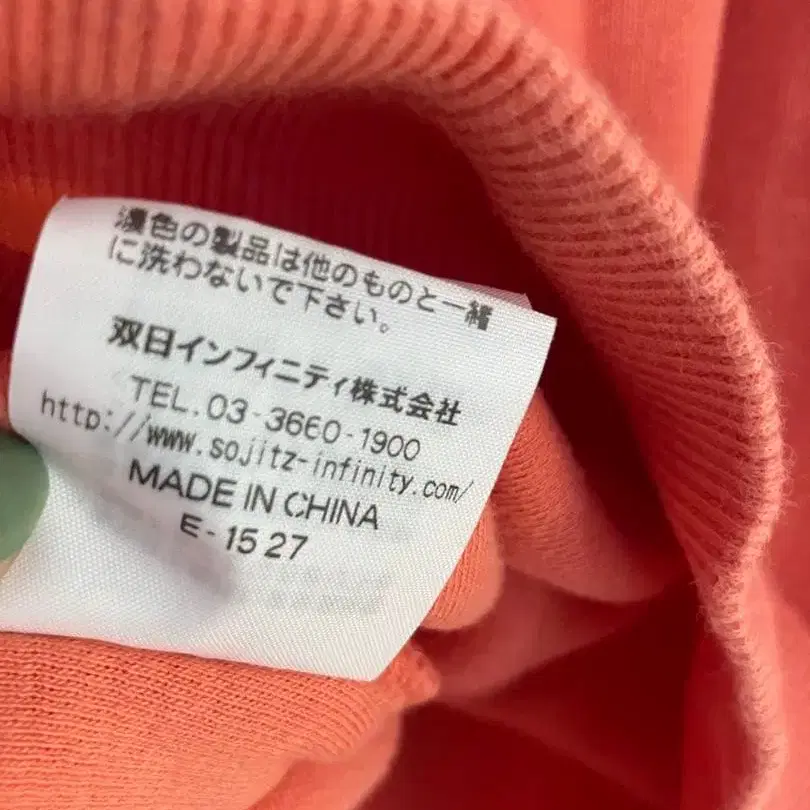 濃色の製品は他のものと一緒
に洗わないで下さい。
双日インフィニティ株式会社
TEL. 03-3660-1900
http://www.sojitz-infinity.com/
MADE IN CHINA
E-1527